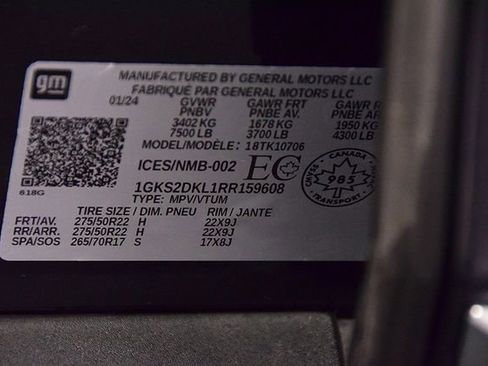 gm
MANUFACTURED BY GENERAL MOTORS LLC
FABRIQUÉ PAR GENERAL MOTORS LLC
01/24 GVWR GAWR FRT GAWR R
PNBV PNBE AV. PNBE AR
3402 KG 1678 KG 1950 KG
7500 LB 3700 LB 4300 LB
MODEL/MODÈLE: 18TK10706
ICES/NMB-002 EC
CANADA
985
TRANSPORT
618G
1GKS2DKL1RR159608
TYPE: MPV/VTUM
TIRE SIZE / DIM. PNEU RIM / JANTE
FRT/AV. 275/50R22 H 22X9J
RR/ARR. 275/50R22 H 22X9J
SPA/SOS 265/70R17 S 17X8J